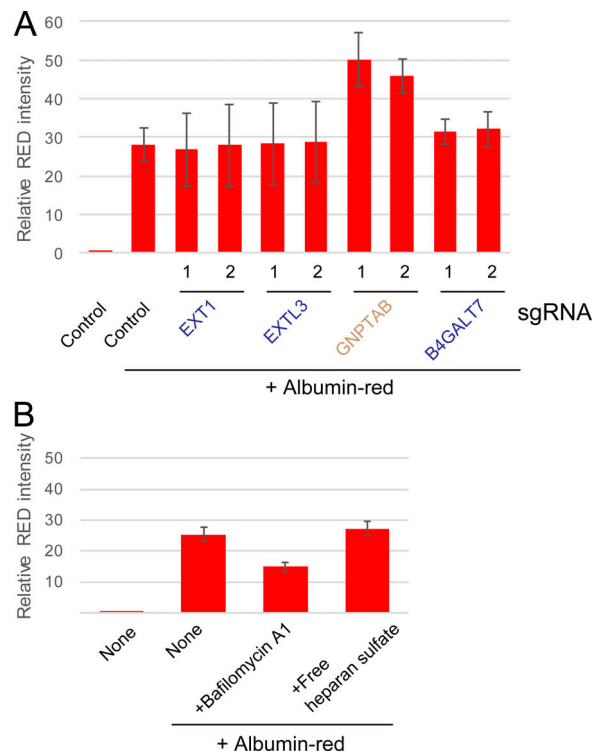 A
Relative RED intensity
60
50
40
30
20
10
0
1 2 1 2 1 2 1 2
Control
Control
EXT1
EXTL3
GNPTAB
B4GALT7
sgRNA
+ Albumin-red
B
Relative RED intensity
50
40
30
20
10
None
None
+Bafilomycin A1
+Free
heparan sulfate
+ Albumin-red